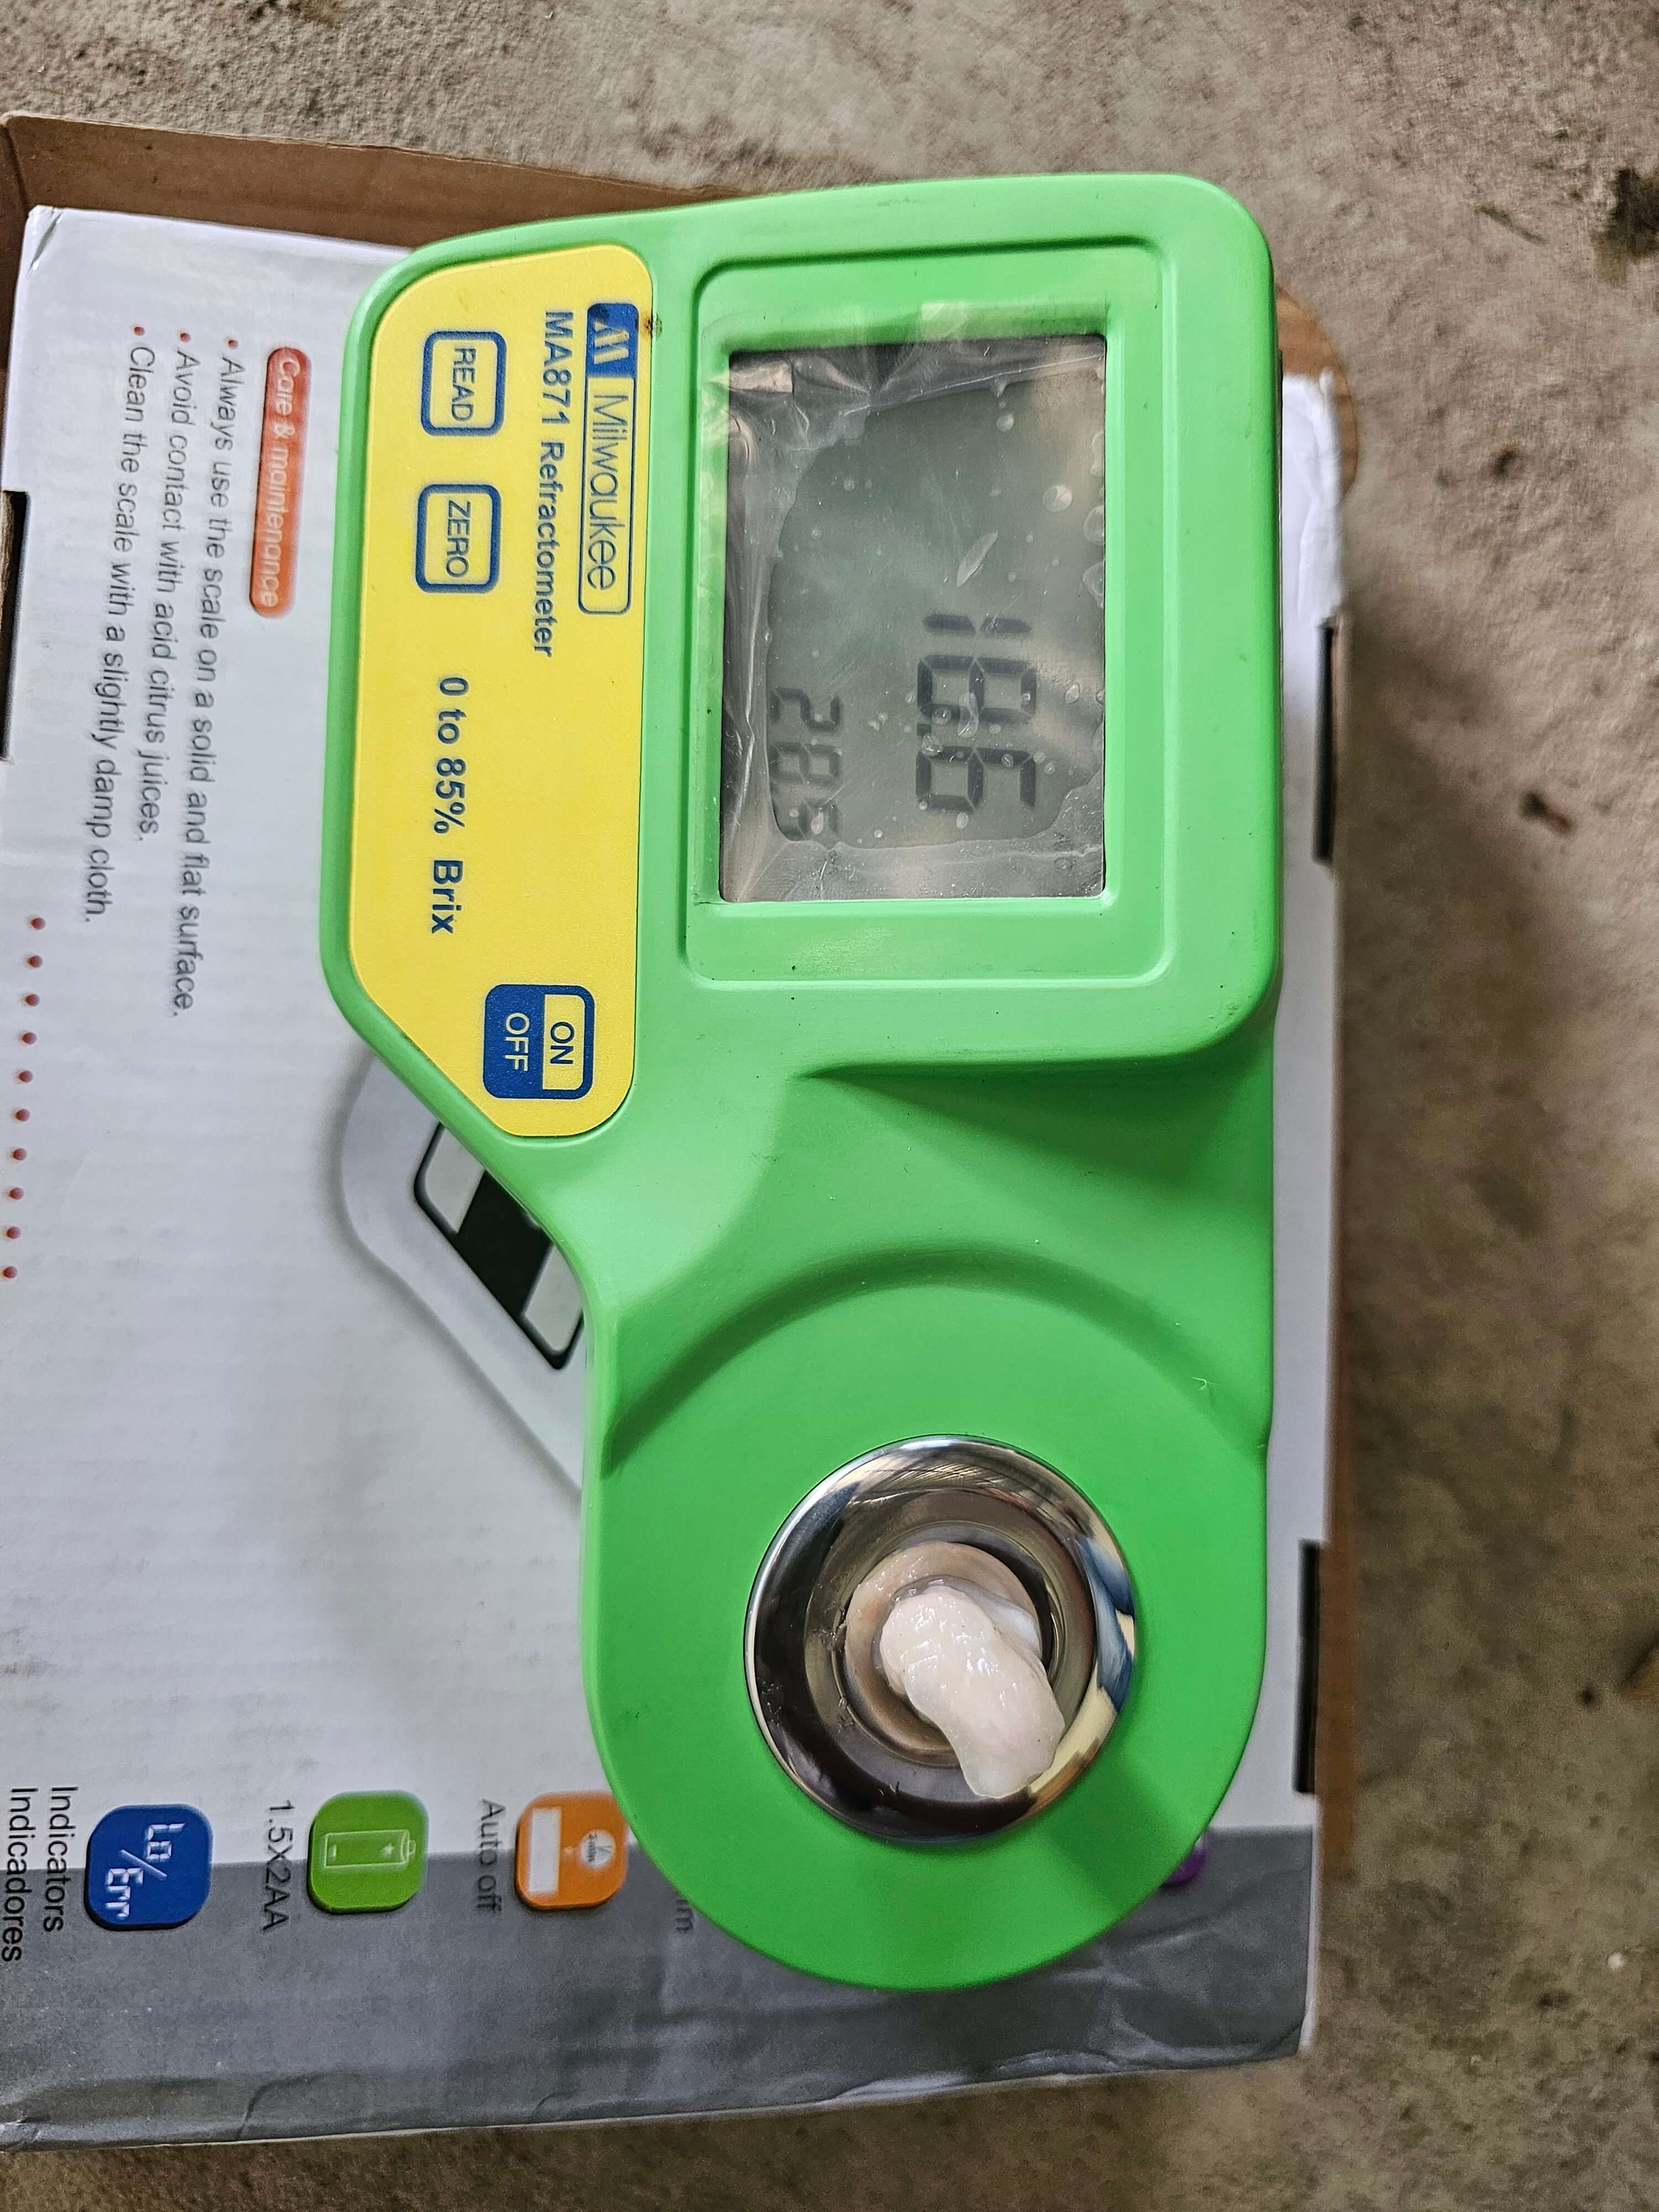 18.6
28.5
Milwaukee
MA871 Refractometer
READ
ZERO
0 to 85% Brix
ON
OFF
Care & maintenance
• Always use the scale on a solid and flat surface.
• Avoid contact with acid citrus juices.
• Clean the scale with a slightly damp cloth.
Auto off
1.5X2AA
Lo/Err
Indicators
Indicadores